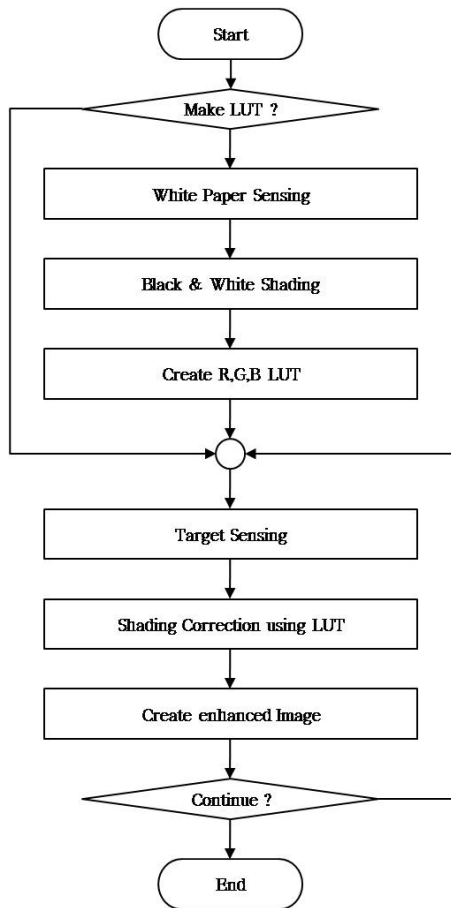 Start
Make LUT ?
White Paper Sensing
Black & White Shading
Create R,G,B LUT
Target Sensing
Shading Correction using LUT
Create enhanced Image
Continue ?
End